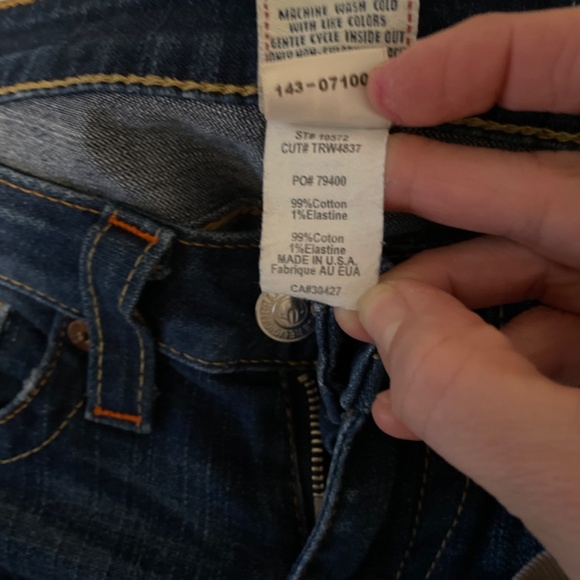 MACHINE WASH COLD
WITH LIKE COLORS
GENTLE CYCLE INSIDE OUT
143-07100
ST# 10572
CUT# TRW4837
PO# 79400
99%Cotton
1%Elastine
99%Coton
1%Elastine
MADE IN U.S.A.
Fabrique AU EUA
CA#30427